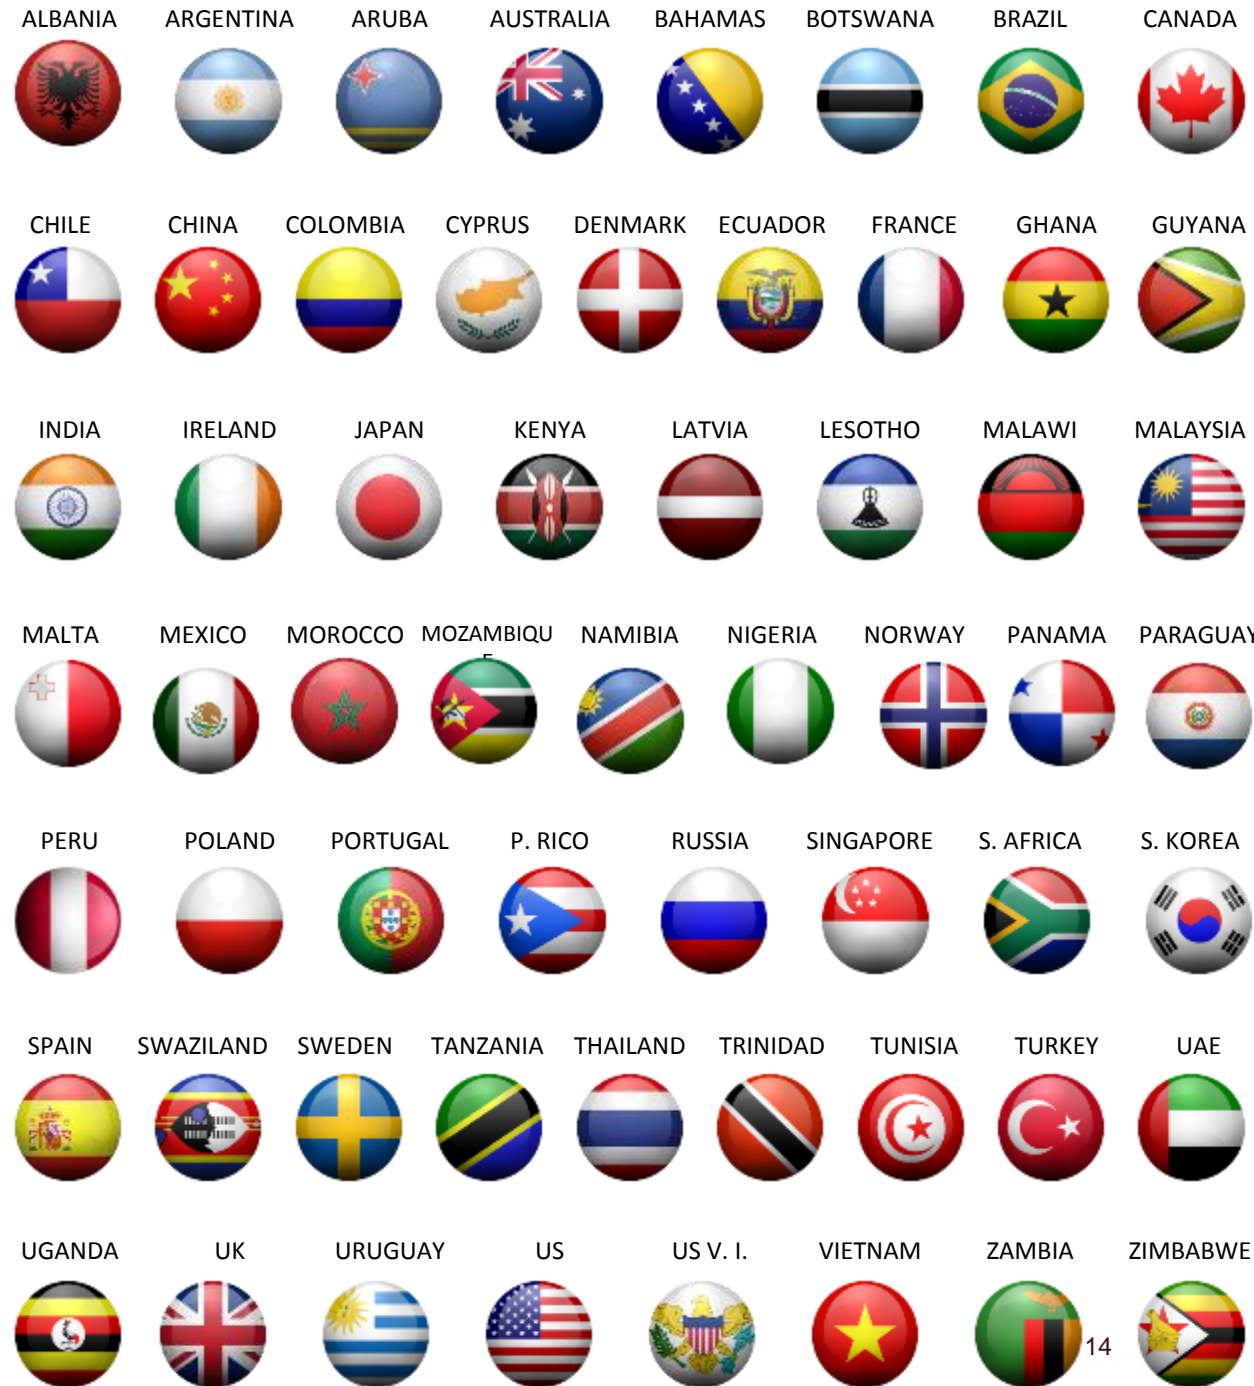 ALBANIA ARGENTINA ARUBA AUSTRALIA BAHAMAS BOTSWANA BRAZIL CANADA
CHILE CHINA COLOMBIA CYPRUS DENMARK ECUADOR FRANCE GHANA GUYANA
INDIA IRELAND JAPAN KENYA LATVIA LESOTHO MALAWI MALAYSIA
MALTA MEXICO MOROCCO MOZAMBIQU NAMIBIA NIGERIA NORWAY PANAMA PARAGUAY
E
PERU POLAND PORTUGAL P. RICO RUSSIA SINGAPORE S. AFRICA S. KOREA
SPAIN SWAZILAND SWEDEN TANZANIA THAILAND TRINIDAD TUNISIA TURKEY UAE
UGANDA UK URUGUAY US US V. I. VIETNAM ZAMBIA ZIMBABWE
14